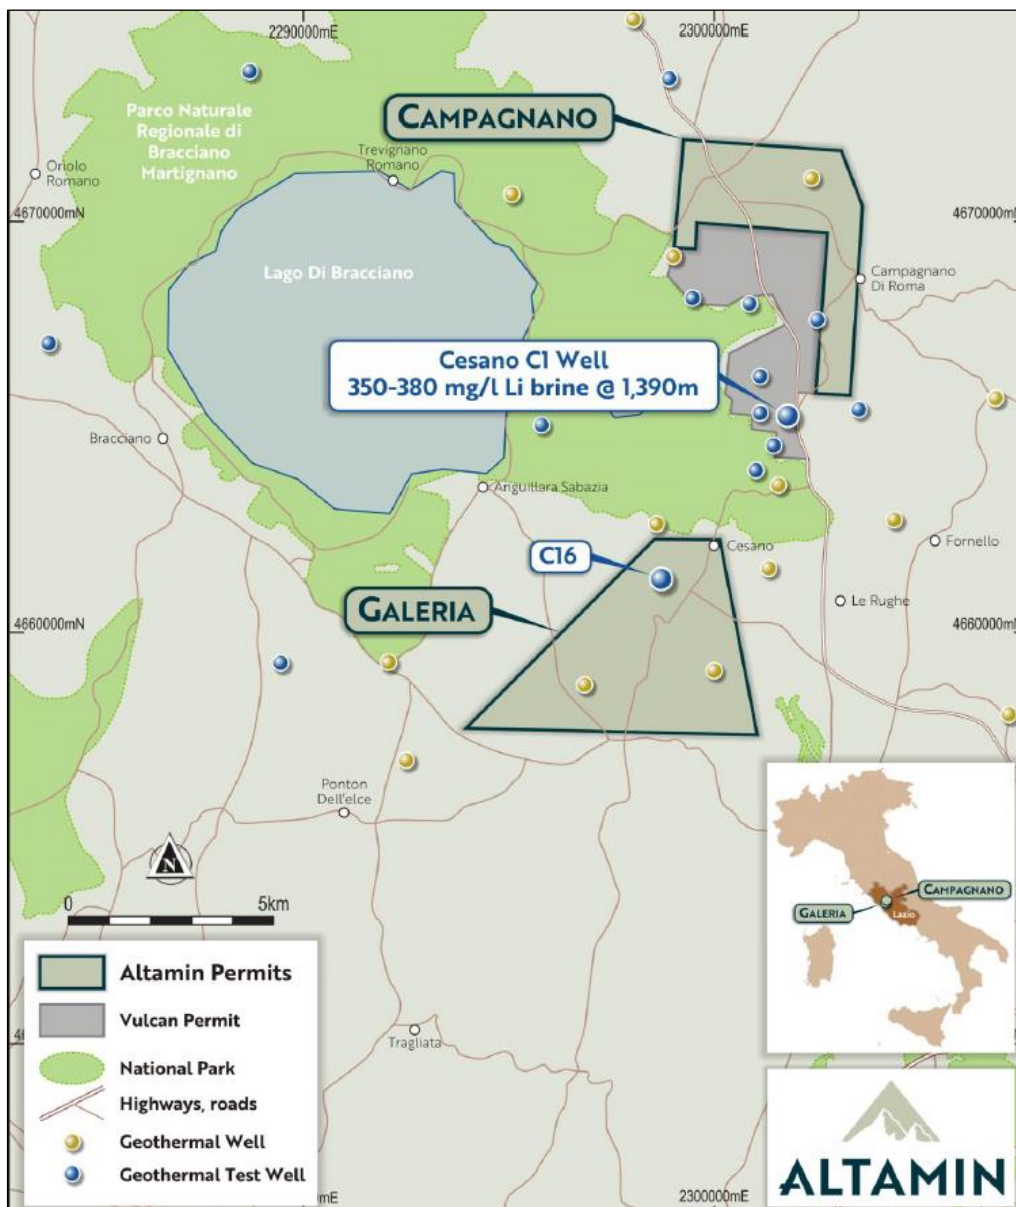 2290000mE
2300000mE
CAMPAGNANO
Parco Naturale
Regionale di
Bracciano
Martignano
Trevignano
Romano
Oriolo
Romano
4670000mN
4670000mN
Lago Di Bracciano
Campagnano
Di Roma
Cesano C1 Well
350-380 mg/l Li brine @ 1,390m
Bracciano
Anguillara Sabazia
C16
Cesano
Fornello
GALERIA
Le Rughe
4660000mN
4660000mN
Ponton
Dell'elce
N
0 5km
CAMPAGNANO
GALERIA
Lazio
Altamin Permits
Vulcan Permit
Tragliata
National Park
Highways, roads
Geothermal Well
Geothermal Test Well
2300000mE
ALTAMIN